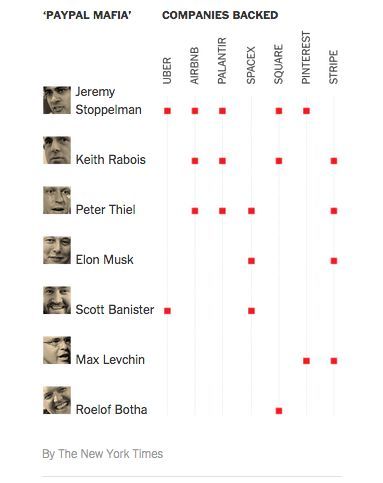 'PAYPAL MAFIA' COMPANIES BACKED
UBER AIRBNB PALANTIR SPACEX SQUARE PINTEREST STRIPE
Jeremy
Stoppelman
Keith Rabois
Peter Thiel
Elon Musk
Scott Banister
Max Levchin
Roelof Botha
By The New York Times